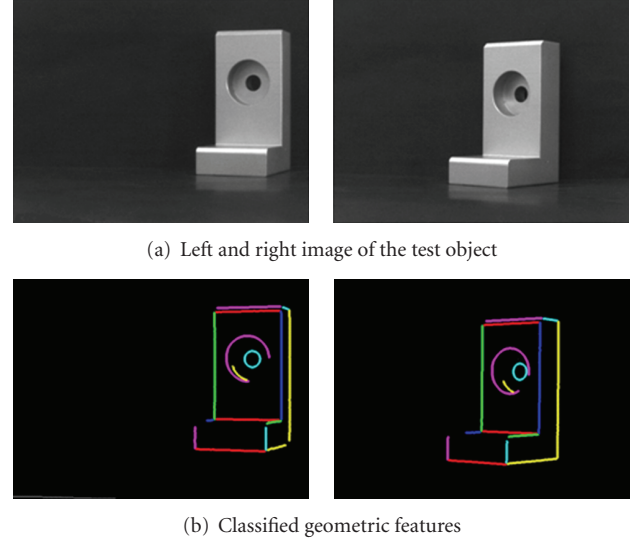 (a) Left and right image of the test object
(b) Classified geometric features